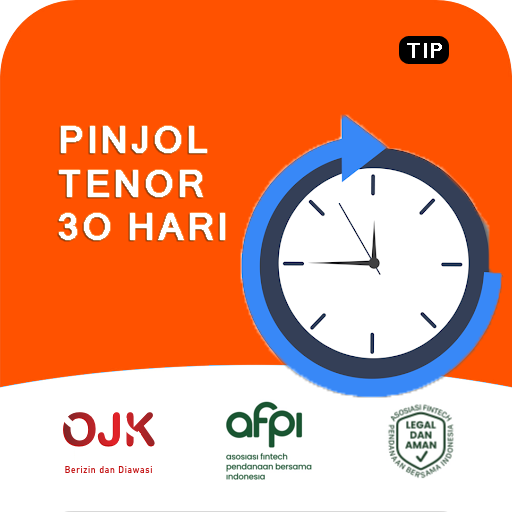 TIP
PINJOL
TENOR
30 HARI
OJK
Berizin dan Diawasi
afpi
asosiasi fintech
pendanaan bersama
indonesia
ASOSIASI FINTECH
LEGAL
DAN
AMAN
PENDANAAN BERSAMA INDONESIA